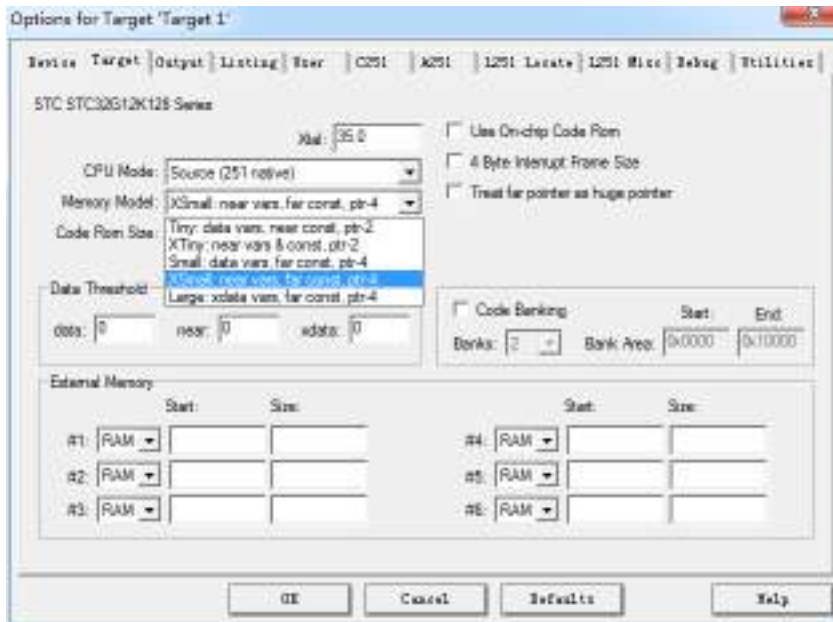 Options for Target 'Target 1'
Device Target Output Listing User C251 A251 L251 Locate L251 Misc Debug Utilities
STC STC32G12K128 Series
Xtal: 35.0
Use On-chip Code Rom
CPU Mode: Source (251 native)
4 Byte Interrupt Frame Size
Memory Model: XSmall: near vars, far const, ptr-4
Treat far pointer as huge pointer
Code Rom Size:
Tiny: data vars, near const, ptr-2
XTiny: near vars & const, ptr-2
Small: data vars, far const, ptr-4
XSmall: near vars, far const, ptr-4
Large: xdata vars, far const, ptr-4
Data Threshold
data: 0 near: 0 xdata: 0
Code Banking Start: End:
Banks: 2 Bank Area: 0x0000 0x10000
External Memory
Start: Size: Start: Size:
#1: RAM #4: RAM
#2: RAM #5: RAM
#3: RAM #6: RAM
OK Cancel Defaults Help